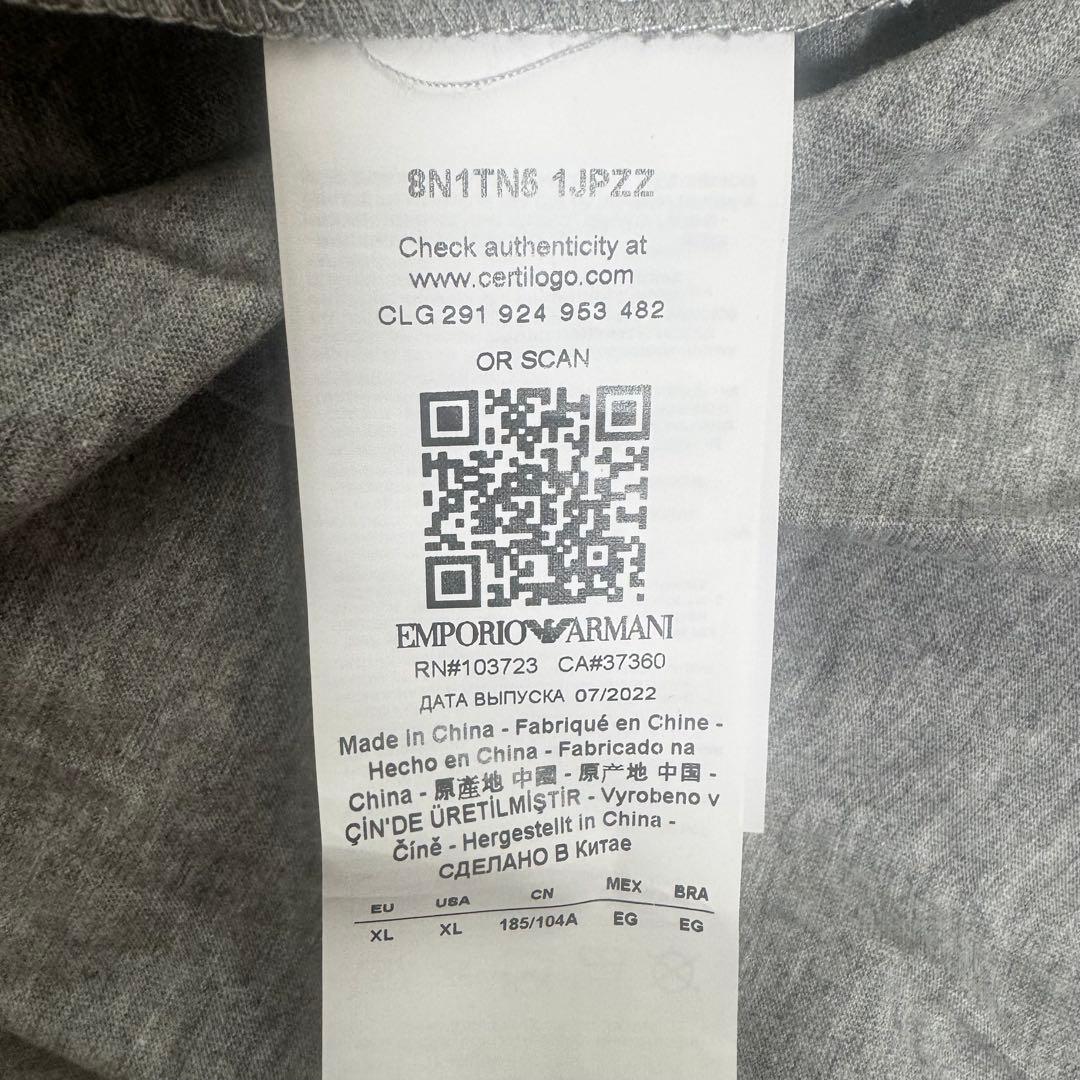 8N1TN6 1JPZZ
Check authenticity at
www.certilogo.com
CLG 291 924 953 482
OR SCAN
EMPORIO ARMANI
RN#103723 CA#37360
ДАТА ВЫПУСКА 07/2022
Made in China - Fabriqué en Chine -
Hecho en China - Fabricado na
China - 原產地 中國 - 原产地 中国 -
ÇİN'DE ÜRETİLMİŞTİR - Vyrobeno v
Číně - Hergestellt in China -
СДЕЛАНО В Китае
EU USA CN MEX BRA
XL XL 185/104A EG EG